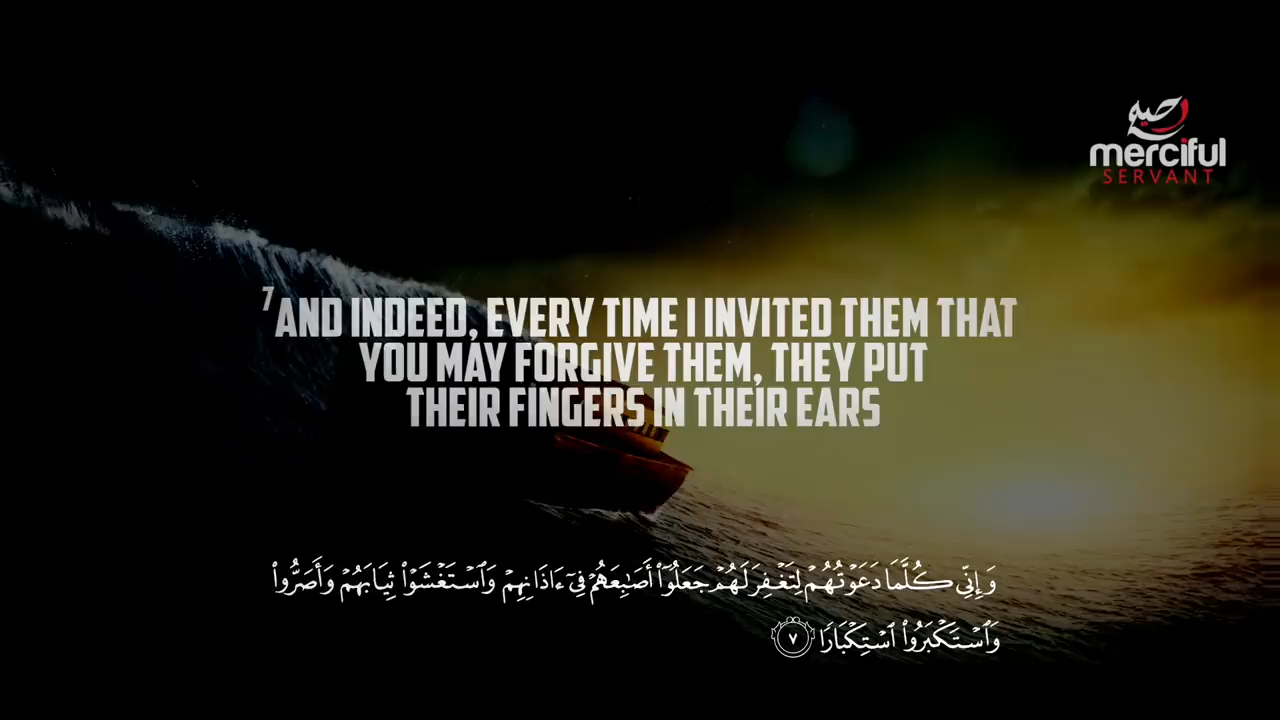 رحيم
merciful
SERVANT
7 AND INDEED, EVERY TIME I INVITED THEM THAT
YOU MAY FORGIVE THEM, THEY PUT
THEIR FINGERS IN THEIR EARS
وَإِنِّى كُلَّمَا دَعَوْتُهُمْ لِتَغْفِرَ لَهُمْ جَعَلُوٓا۟ أَصَٰبِعَهُمْ فِىٓ ءَاذَانِهِمْ وَٱسْتَغْشَوْا۟ ثِيَابَهُمْ وَأَصَرُّوا۟
وَٱسْتَكْبَرُوا۟ ٱسْتِكْبَارًا ٧